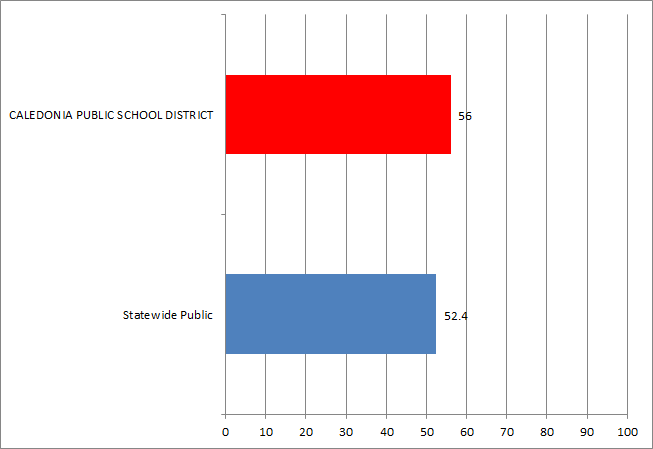 CALEDONIA PUBLIC SCHOOL DISTRICT
56
Statewide Public
52.4
0 10 20 30 40 50 60 70 80 90 100